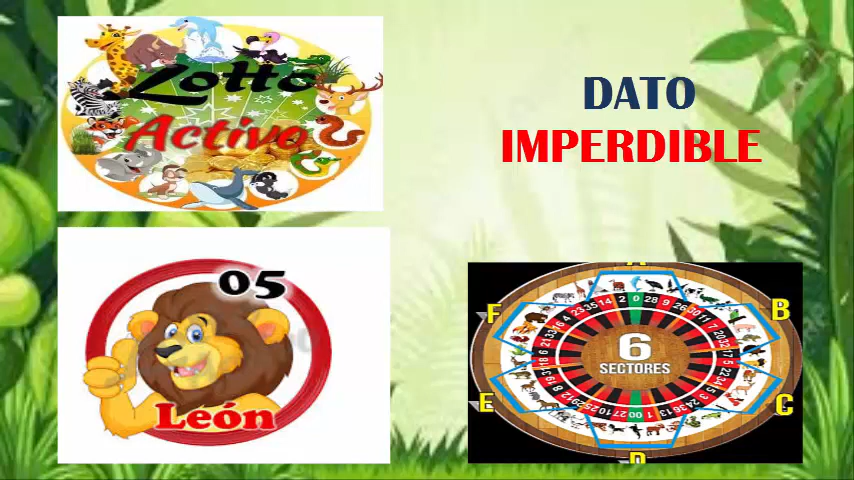 Lotto
Activo
DATO
IMPERDIBLE
05
León
A
B
C
D
E
F
6
SECTORES